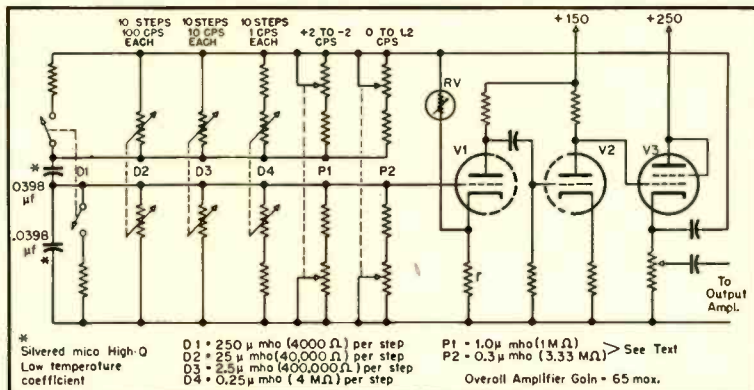 10 STEPS
100 CPS
EACH
10 STEPS
10 CPS
EACH
10 STEPS
1 CPS
EACH
+2 TO -2
CPS
0 TO 1.2
CPS
+150
+250
RV
V1
V2
V3
*
.0398
µf
D1
D2
D3
D4
P1
P2
.0398
µf
*
r
To
Output
Ampl.
*
Silvered mica High-Q
Low temperature
coefficient
D1 = 250 µ mho (4000 Ω) per step
D2 = 25 µ mho (40,000 Ω) per step
D3 = 2.5 µ mho (400,000 Ω) per step
D4 = 0.25 µ mho (4 MΩ) per step
P1 = 1.0 µ mho (1 MΩ)
P2 = 0.3 µ mho (3.33 MΩ)
See Text
Overall Amplifier Gain = 65 max.